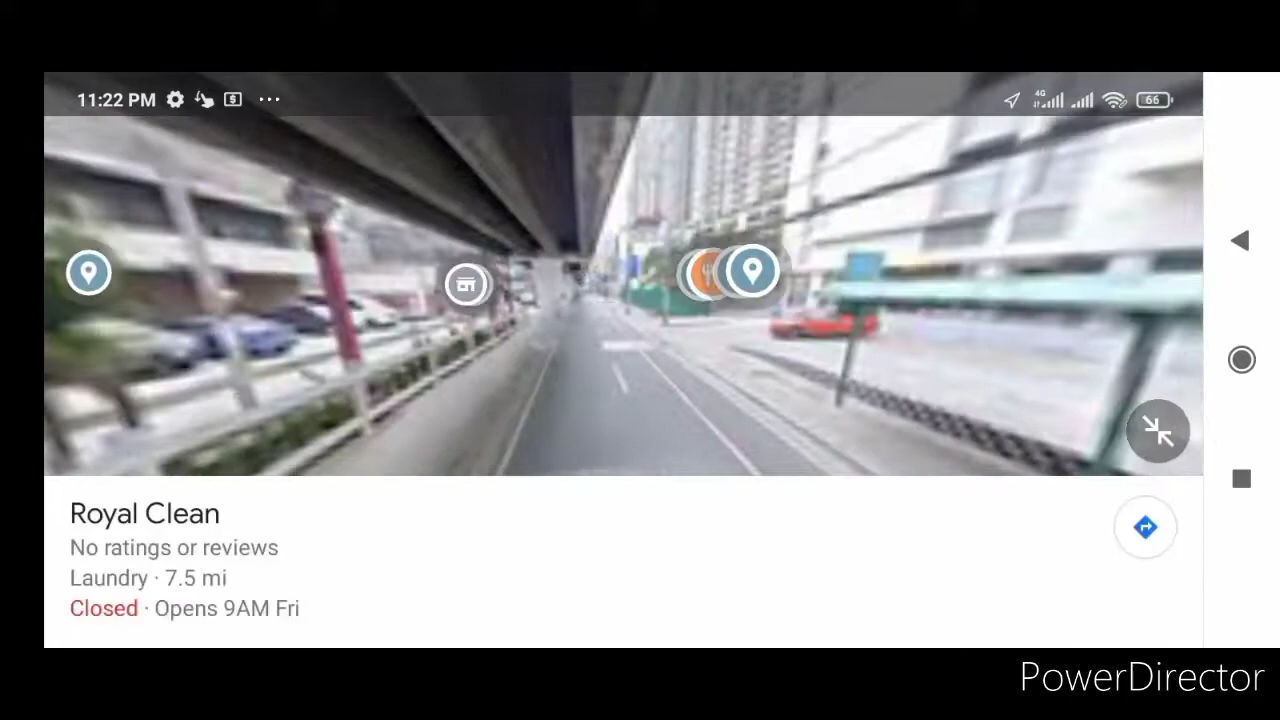 11:22 PM
4G
66
Royal Clean
No ratings or reviews
Laundry · 7.5 mi
Closed · Opens 9AM Fri
PowerDirector